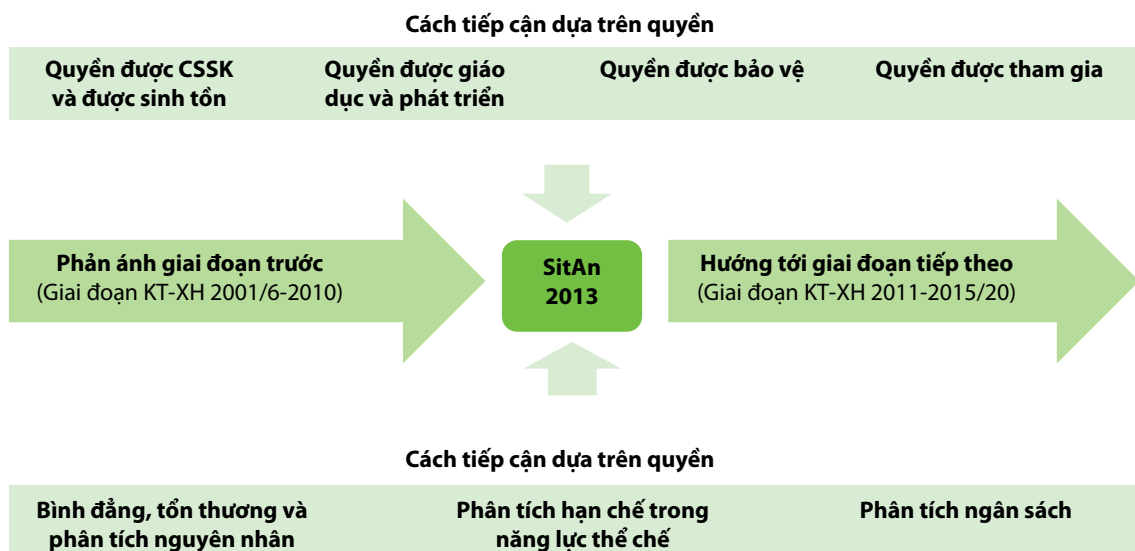 Cách tiếp cận dựa trên quyền
Quyền được CSSK
và được sinh tồn
Quyền được giáo
dục và phát triển
Quyền được bảo vệ
Quyền được tham gia
Phản ánh giai đoạn trước
(Giai đoạn KT-XH 2001/6-2010)
SitAn
2013
Hướng tới giai đoạn tiếp theo
(Giai đoạn KT-XH 2011-2015/20)
Cách tiếp cận dựa trên quyền
Bình đẳng, tổn thương và
phân tích nguyên nhân
Phân tích hạn chế trong
năng lực thể chế
Phân tích ngân sách